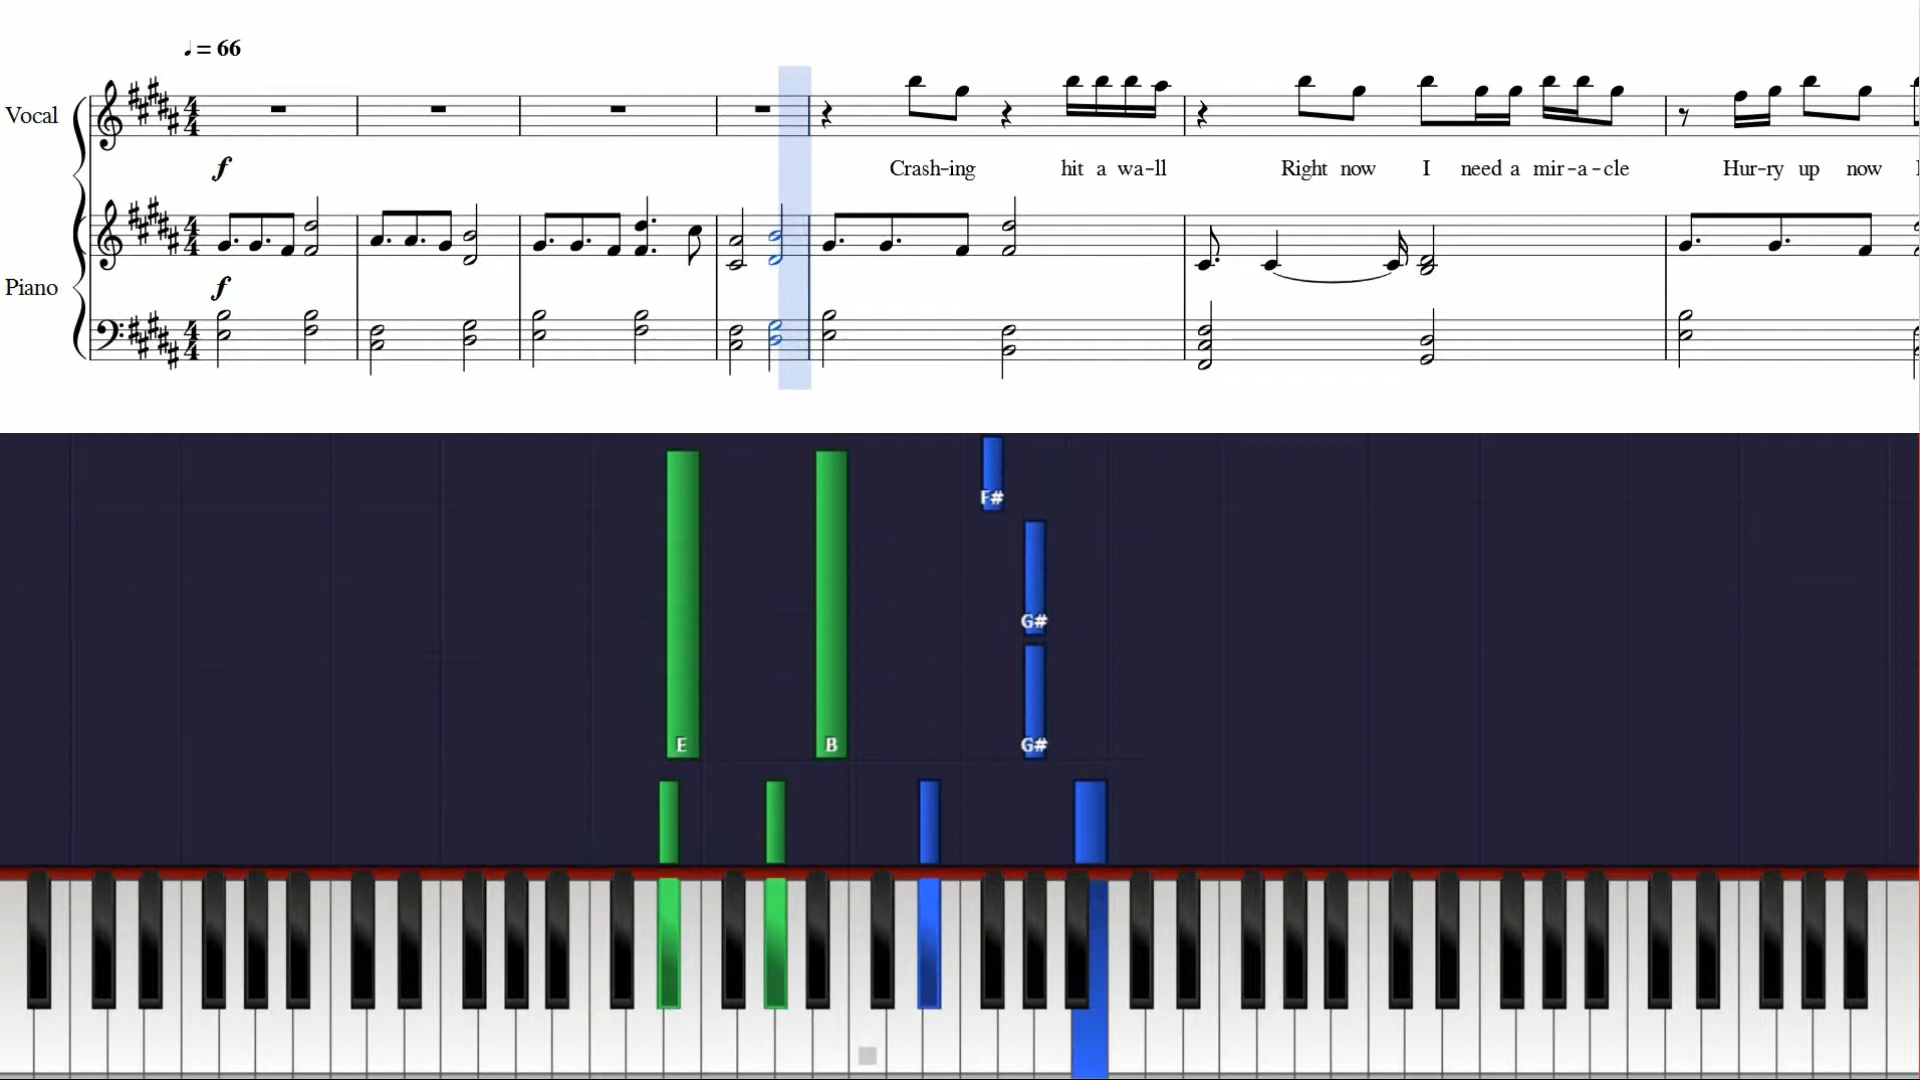 ♩ = 66
Vocal
Crash-ing hit a wa-ll Right now I need a mir-a-cle Hur-ry up now
f
Piano
f
F#
G#
E B G#